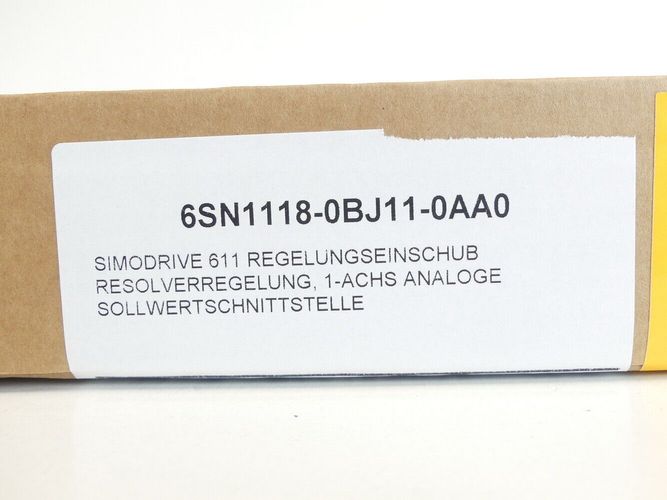 6SN1118-0BJ11-0AA0
SIMODRIVE 611 REGELUNGSEINSCHUB
RESOLVERREGELUNG, 1-ACHS ANALOGE
SOLLWERTSCHNITTSTELLE